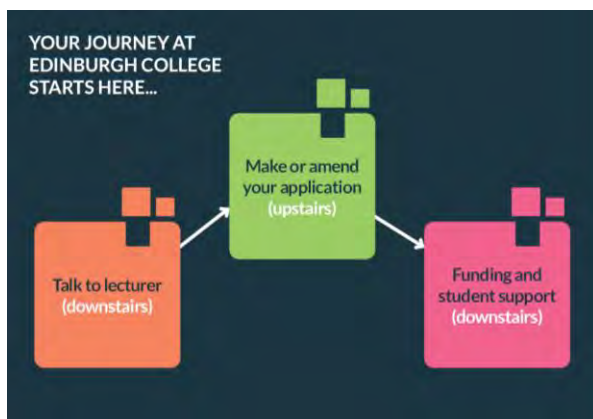 YOUR JOURNEY AT
EDINBURGH COLLEGE
STARTS HERE...
Talk to lecturer
(downstairs)
Make or amend
your application
(upstairs)
Funding and
student support
(downstairs)